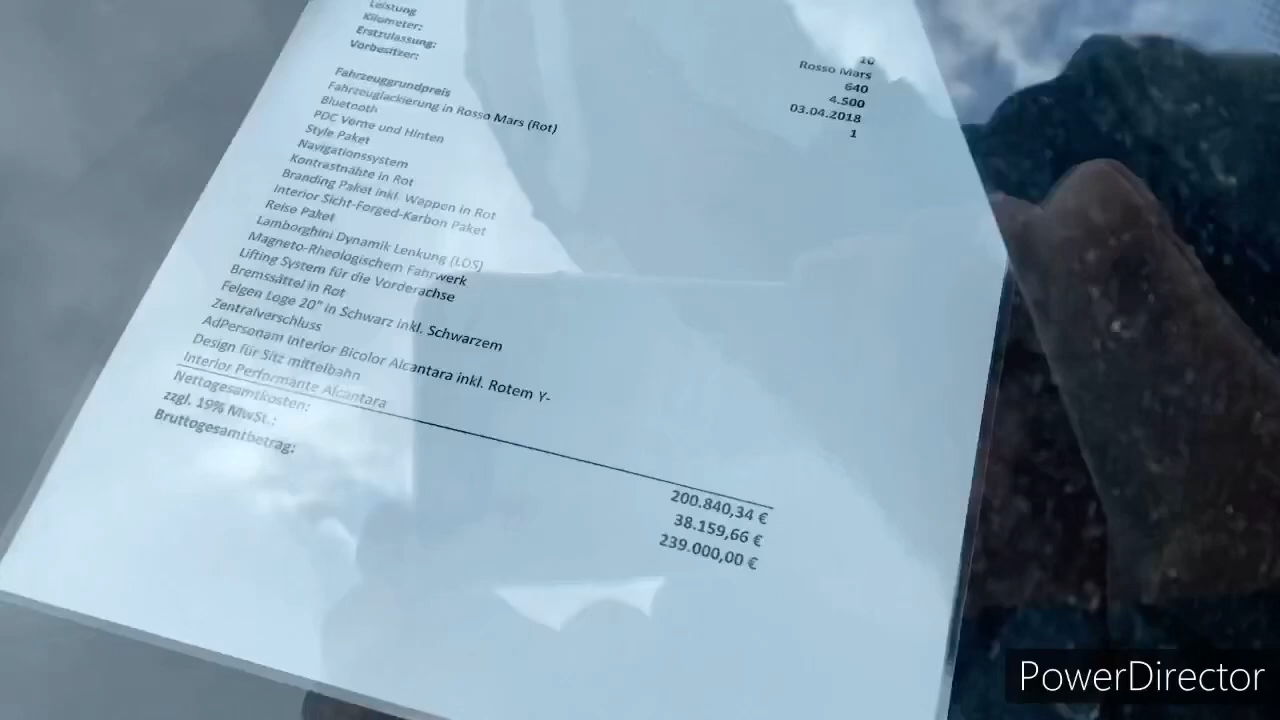 Leistung
Kilometer:
Erstzulassung:
Vorbesitzer:
10
Rosso Mars
640
4.500
03.04.2018
1
Fahrzeuggrundpreis
Fahrzeuglackierung in Rosso Mars (Rot)
Bluetooth
PDC Vorne und Hinten
Style Paket
Navigationssystem
Kontrastnähte in Rot
Branding Paket inkl. Wappen in Rot
Interior Sicht-Forged-Karbon Paket
Reise Paket
Lamborghini Dynamik Lenkung (LDS)
Magneto-Rheologischem Fahrwerk
Lifting System für die Vorderachse
Bremssättel in Rot
Felgen Loge 20" in Schwarz inkl. Schwarzem
Zentralverschluss
AdPersonam Interior Bicolor Alcantara inkl. Rotem Y-
Design für Sitz mittelbahn
Interior Performante Alcantara
Nettogesamtkosten: 200.840,34 €
zzgl. 19% MwSt.: 38.159,66 €
Bruttogesamtbetrag: 239.000,00 €
PowerDirector